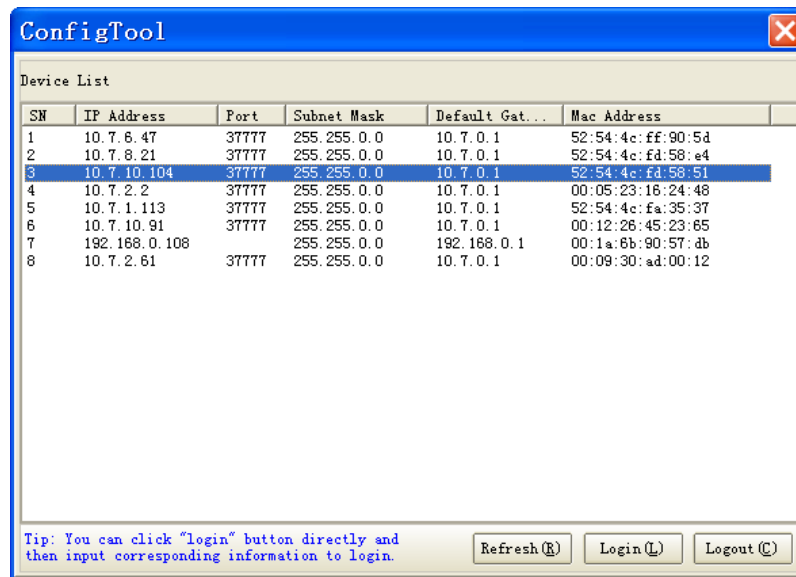 ConfigTool
Device List
SN IP Address Port Subnet Mask Default Gat... Mac Address
1 10.7.6.47 37777 255.255.0.0 10.7.0.1 52:54:4c:ff:90:5d
2 10.7.8.21 37777 255.255.0.0 10.7.0.1 52:54:4c:fd:58:e4
3 10.7.10.104 37777 255.255.0.0 10.7.0.1 52:54:4c:fd:58:51
4 10.7.2.2 37777 255.255.0.0 10.7.0.1 00:05:23:16:24:48
5 10.7.1.113 37777 255.255.0.0 10.7.0.1 52:54:4c:fa:35:37
6 10.7.10.91 37777 255.255.0.0 10.7.0.1 00:12:26:45:23:65
7 192.168.0.108 255.255.0.0 192.168.0.1 00:1a:6b:90:57:db
8 10.7.2.61 37777 255.255.0.0 10.7.0.1 00:09:30:ad:00:12
Tip: You can click "login" button directly and
then input corresponding information to login.
Refresh(R) Login(L) Logout(C)